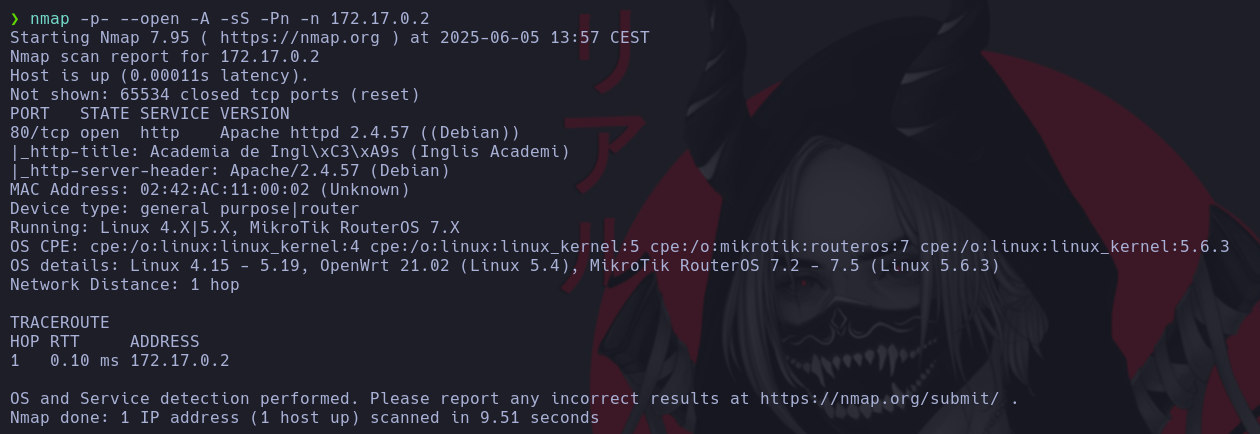 ❯ nmap -p- --open -A -sS -Pn -n 172.17.0.2
Starting Nmap 7.95 ( https://nmap.org ) at 2025-06-05 13:57 CEST
Nmap scan report for 172.17.0.2
Host is up (0.00011s latency).
Not shown: 65534 closed tcp ports (reset)
PORT   STATE SERVICE VERSION
80/tcp open  http    Apache httpd 2.4.57 ((Debian))
|_http-title: Academia de Ingl\xC3\xA9s (Inglis Academi)
|_http-server-header: Apache/2.4.57 (Debian)
MAC Address: 02:42:AC:11:00:02 (Unknown)
Device type: general purpose|router
Running: Linux 4.X|5.X, MikroTik RouterOS 7.X
OS CPE: cpe:/o:linux:linux_kernel:4 cpe:/o:linux:linux_kernel:5 cpe:/o:mikrotik:routeros:7 cpe:/o:linux:linux_kernel:5.6.3
OS details: Linux 4.15 - 5.19, OpenWrt 21.02 (Linux 5.4), MikroTik RouterOS 7.2 - 7.5 (Linux 5.6.3)
Network Distance: 1 hop
TRACEROUTE
HOP RTT     ADDRESS
1   0.10 ms 172.17.0.2
OS and Service detection performed. Please report any incorrect results at https://nmap.org/submit/ .
Nmap done: 1 IP address (1 host up) scanned in 9.51 seconds
リアル